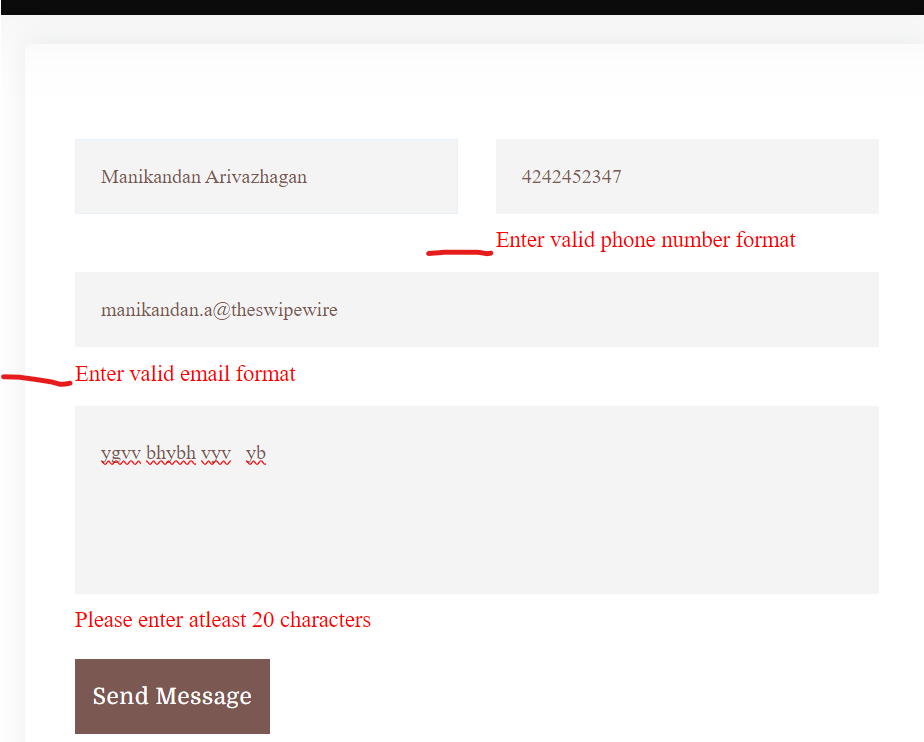 Manikandan Arivazhagan
4242452347
Enter valid phone number format
manikandan.a@theswipewire
Enter valid email format
ygvv bhybh vyv yb
Please enter atleast 20 characters
Send Message